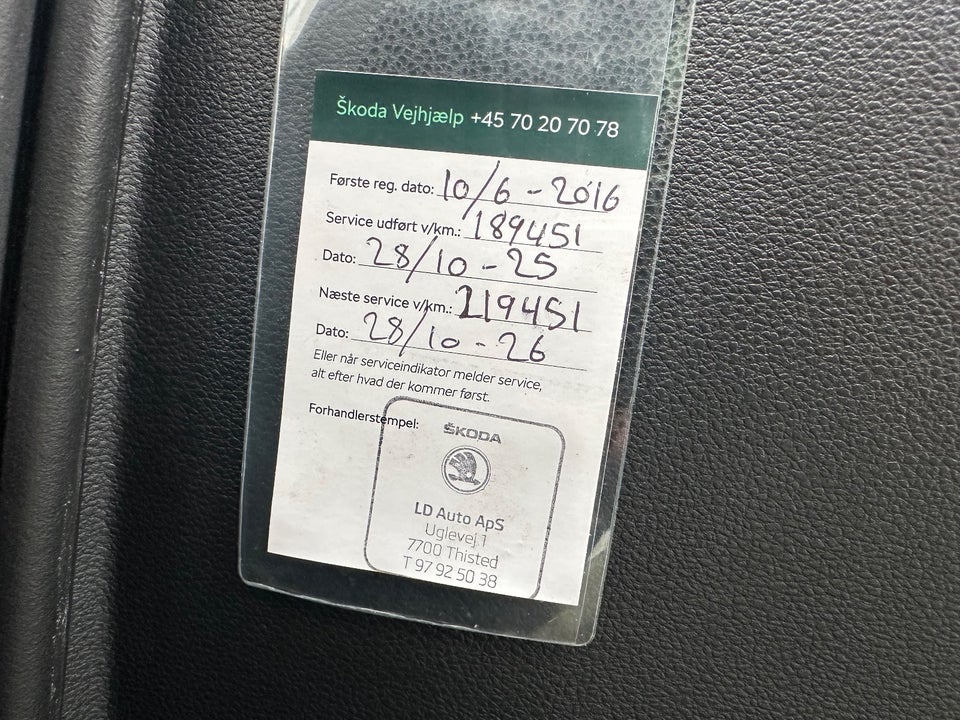 Škoda Vejhjælp +45 70 20 70 78
Første reg. dato: 10/6 - 2016
Service udført v/km.: 189451
Dato: 28/10 - 25
Næste service v/km.: 219451
Dato: 28/10 - 26
Eller når serviceindikator melder service,
alt efter hvad der kommer først.
Forhandlerstempel:
ŠKODA
LD Auto ApS
Uglevej 1
7700 Thisted
T 97 92 50 38